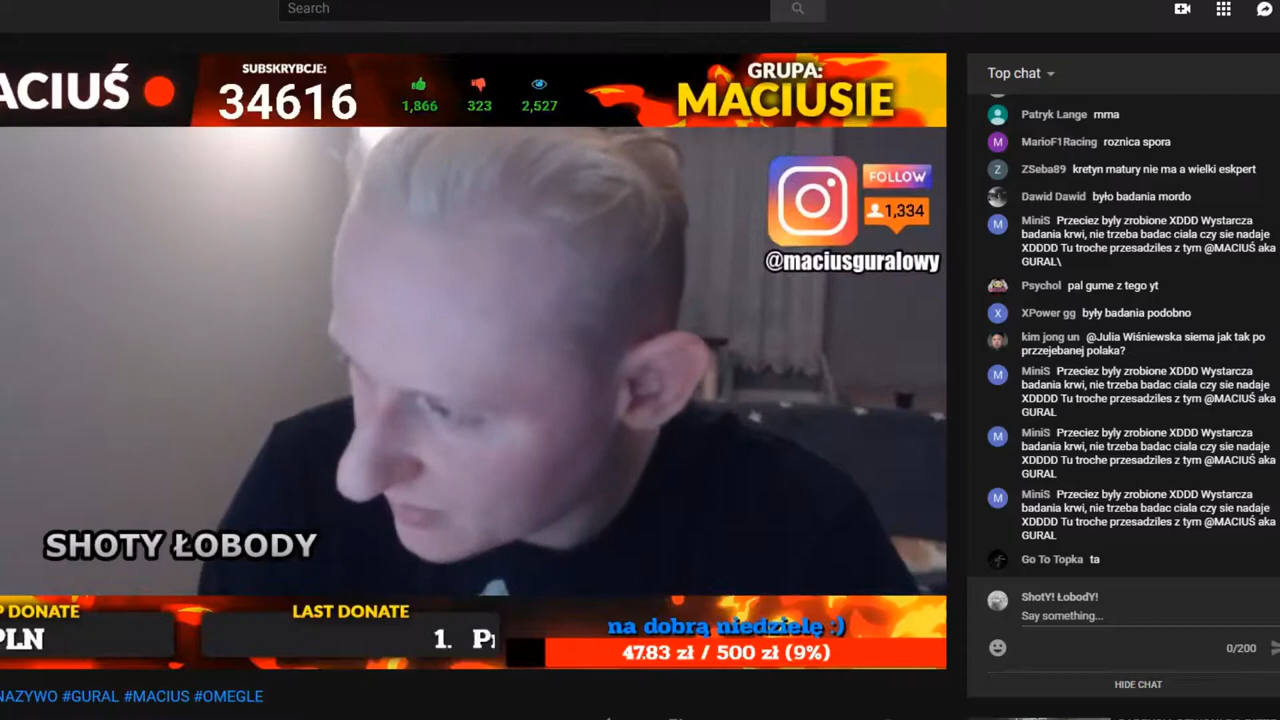 Search
ACIUŚ
SUBSKRYBCJE:
34616
1,866
323
2,527
GRUPA:
MACIUSIE
FOLLOW
1,334
@maciusguralowy
SHOTY ŁOBODY
P DONATE
PLN
LAST DONATE
1. Pr
na dobrą niedzielę :)
47.83 zł / 500 zł (9%)
NAZYWO #GURAL #MACIUS #OMEGLE
Top chat
Patryk Lange mma
M MarioF1Racing roznica spora
Z ZSeba89 kretyn matury nie ma a wielki eskpert
Dawid Dawid było badania mordo
M MiniS Przeciez byly zrobione XDDD Wystarcza
badania krwi, nie trzeba badac ciala czy sie nadaje
XDDDD Tu troche przesadziles z tym @MACIUŚ aka
GURAL\
Psychol pal gume z tego yt
X XPower gg były badania podobno
kim jong un @Julia Wiśniewska siema jak tak po
przzejebanej polaka?
M MiniS Przeciez byly zrobione XDDD Wystarcza
badania krwi, nie trzeba badac ciala czy sie nadaje
XDDDD Tu troche przesadziles z tym @MACIUŚ aka
GURAL
M MiniS Przeciez byly zrobione XDDD Wystarcza
badania krwi, nie trzeba badac ciala czy sie nadaje
XDDDD Tu troche przesadziles z tym @MACIUŚ aka
GURAL
M MiniS Przeciez byly zrobione XDDD Wystarcza
badania krwi, nie trzeba badac ciala czy sie nadaje
XDDDD Tu troche przesadziles z tym @MACIUŚ aka
GURAL
Go To Topka ta
ShotY! ŁobodY!
Say something...
0/200
HIDE CHAT